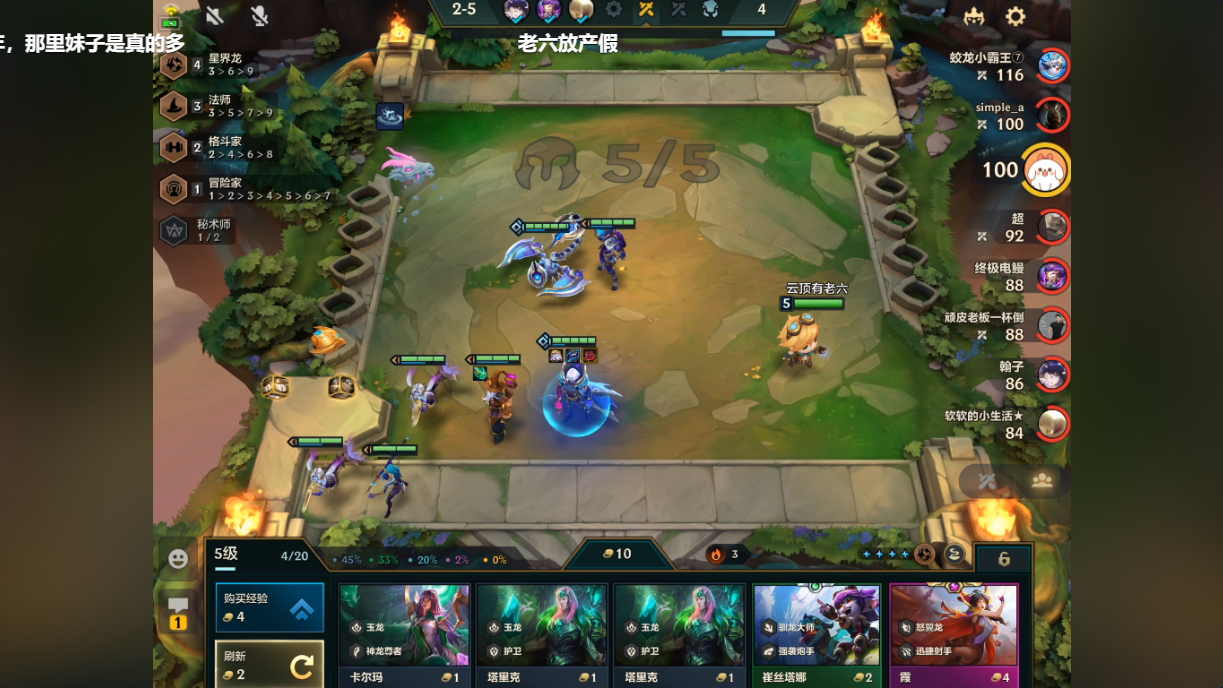 2-5
4
，那里妹子是真的多
老六放产假
4 星界龙
3 > 6 > 9
3 法师
3 > 5 > 7 > 9
2 格斗家
2 > 4 > 6 > 8
1 冒险家
1 > 2 > 3 > 4 > 5 > 6 > 7
秘术师
1 / 2
5/5
蛟龙小霸王⑦
116
simple_a
100
100
超
92
终极电鳗
88
顽皮老板一杯倒
88
翰子
86
软软的小生活★
84
云顶有老六
5
5级
4/20
45% 33% 20% 2% 0%
10
3
6
1
购买经验
4
刷新
2
玉龙
神龙尊者
卡尔玛
1
玉龙
护卫
塔里克
1
玉龙
护卫
塔里克
1
驯龙大师
强袭炮手
崔丝塔娜
2
怒翼龙
迅捷射手
霞
4